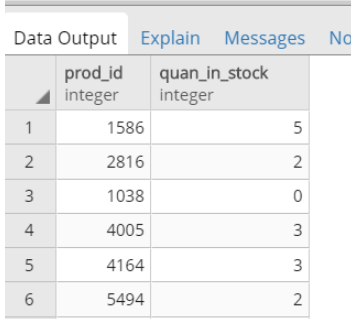 Data Output Explain Messages No
prod_id quan_in_stock
integer integer
1 1586 5
2 2816 2
3 1038 0
4 4005 3
5 4164 3
6 5494 2